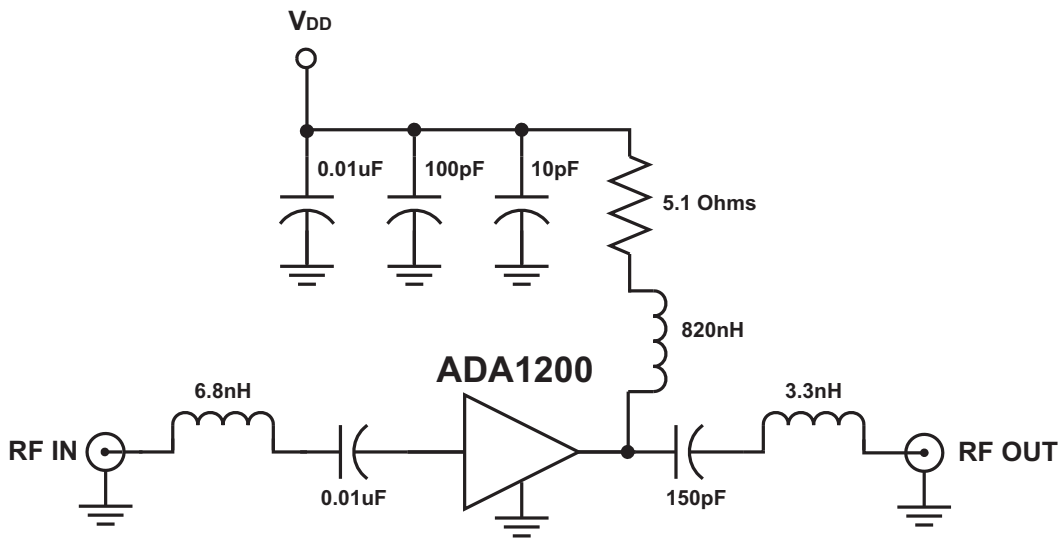 VDD
0.01uF
100pF
10pF
5.1 Ohms
820nH
ADA1200
6.8nH
3.3nH
RF IN
RF OUT
0.01uF
150pF